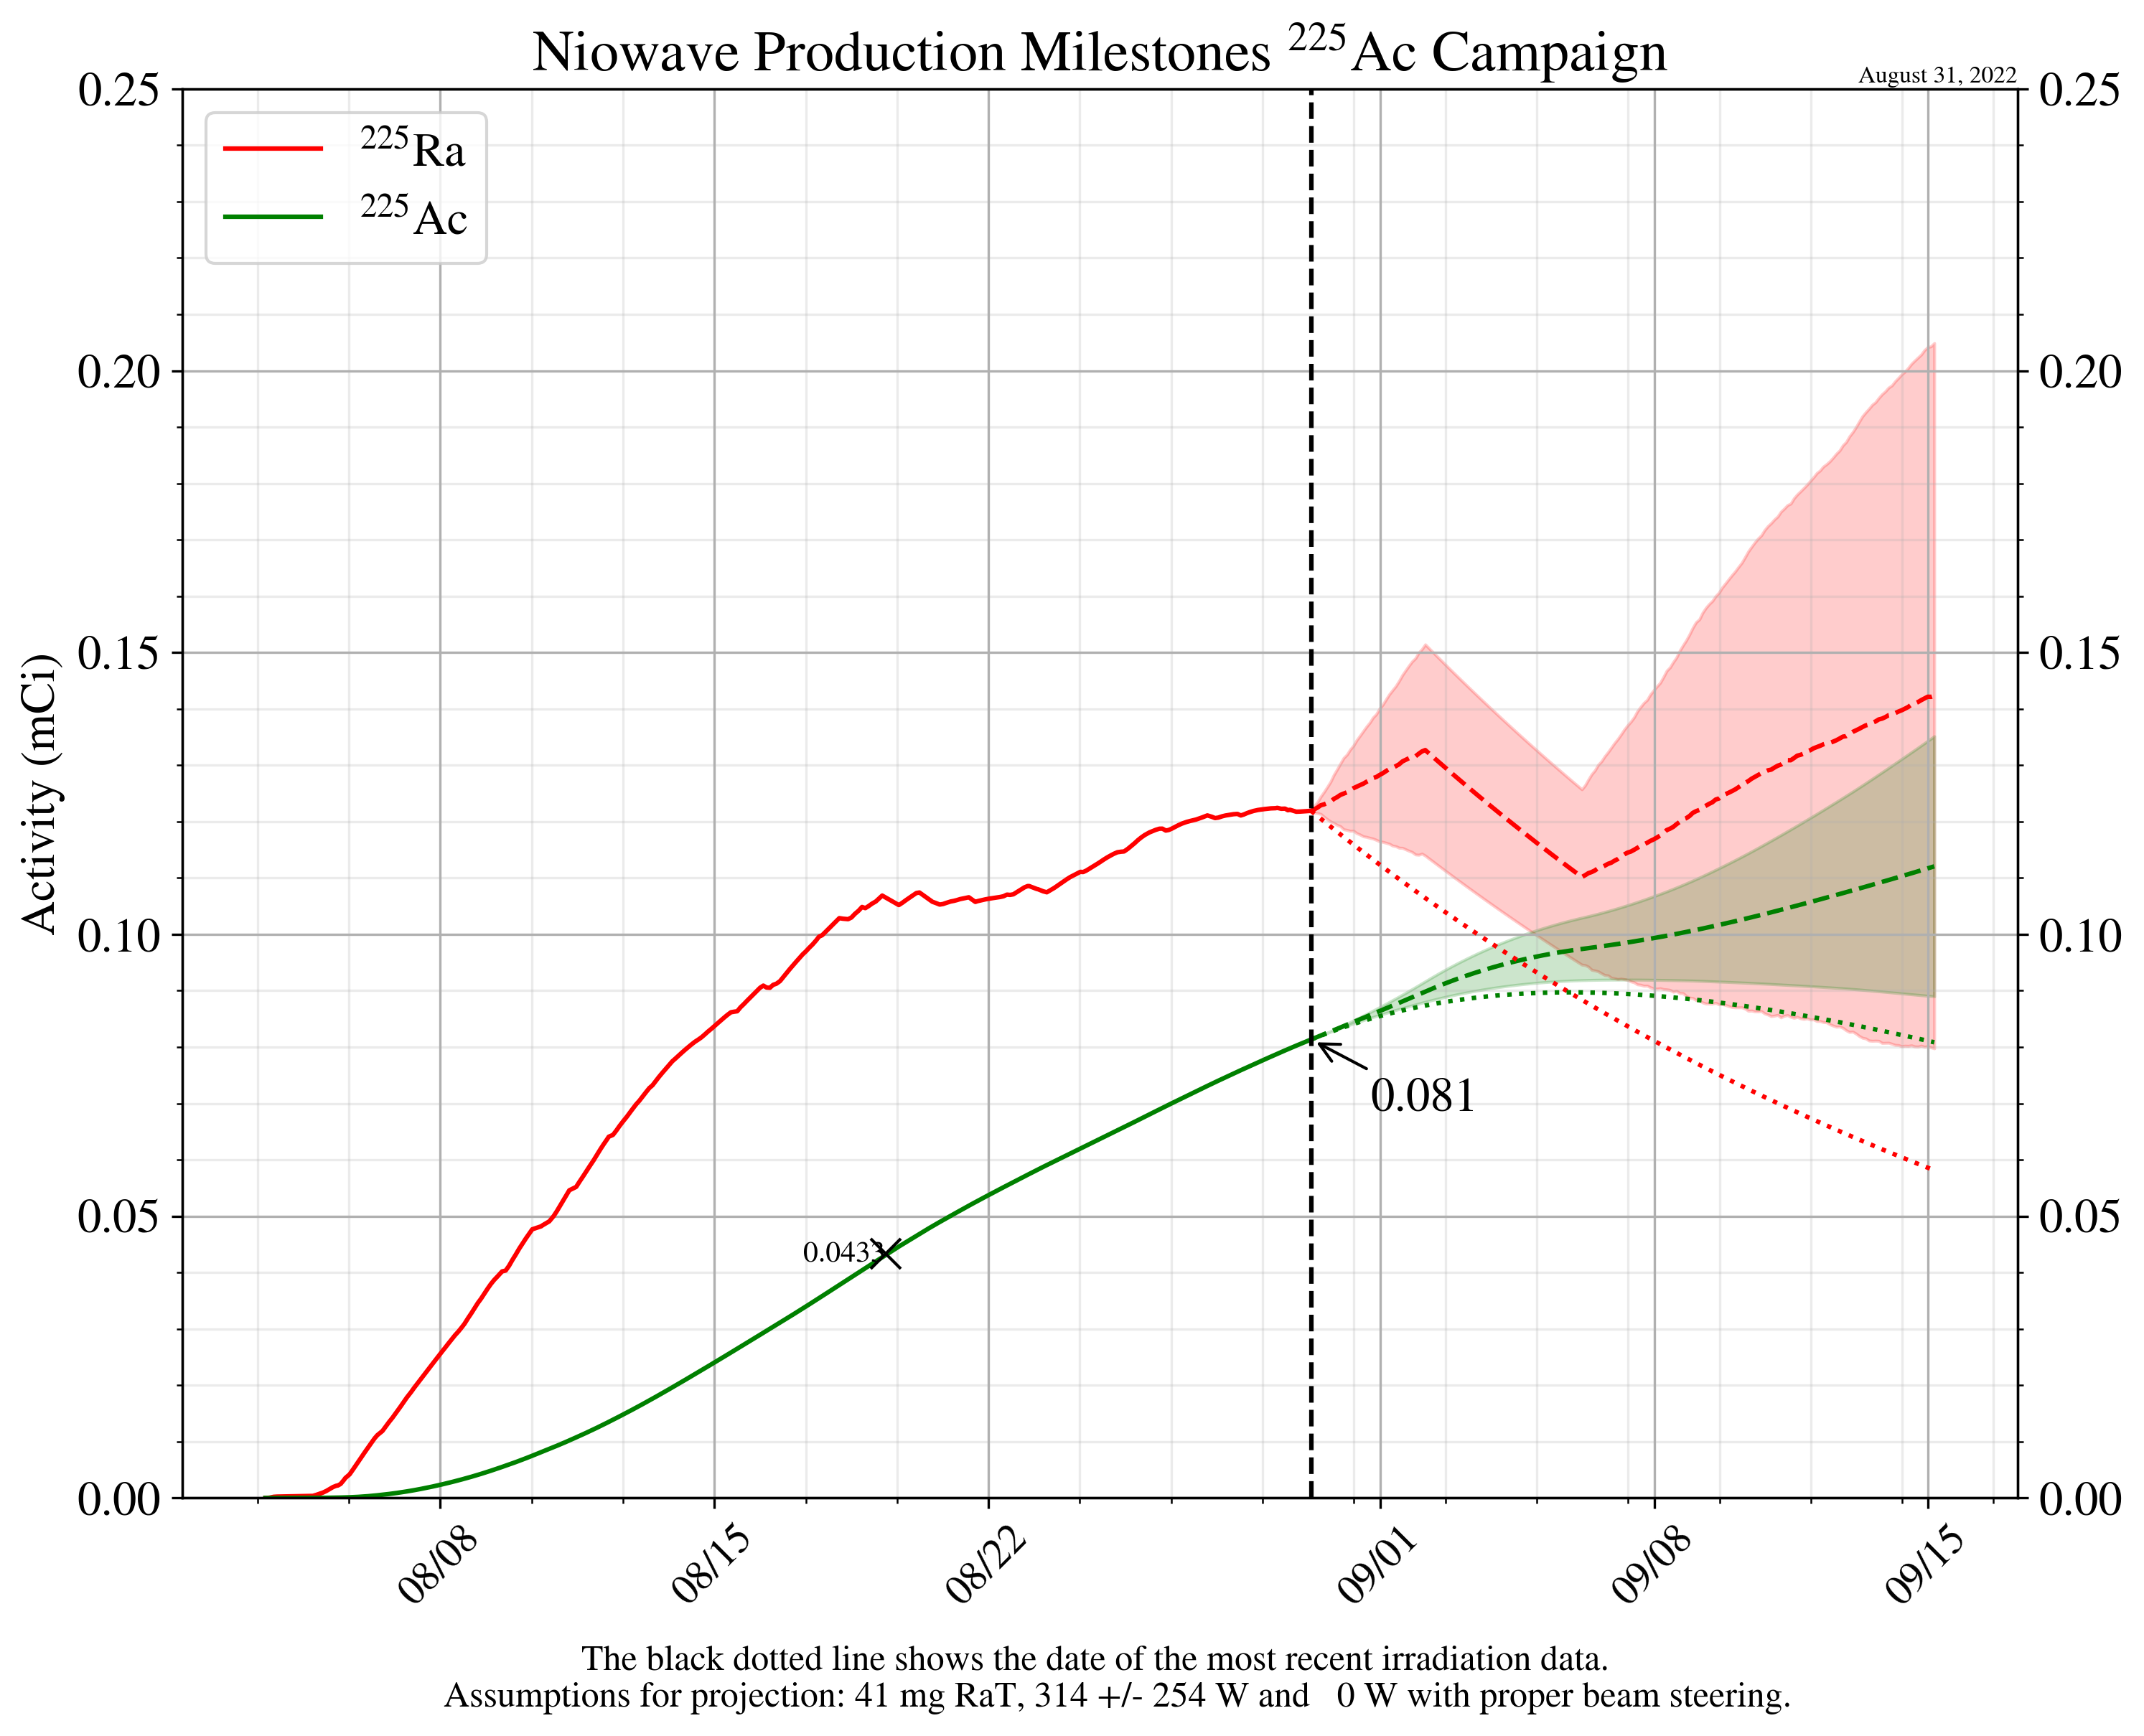 Niowave Production Milestones ²²⁵Ac Campaign
August 31, 2022
²²⁵Ra
²²⁵Ac
Activity (mCi)
0.25
0.20
0.15
0.10
0.05
0.00
0.25
0.20
0.15
0.10
0.05
0.00
0.081
0.0433
08/08
08/15
08/22
09/01
09/08
09/15
The black dotted line shows the date of the most recent irradiation data.
Assumptions for projection: 41 mg RaT, 314 +/- 254 W and 0 W with proper beam steering.